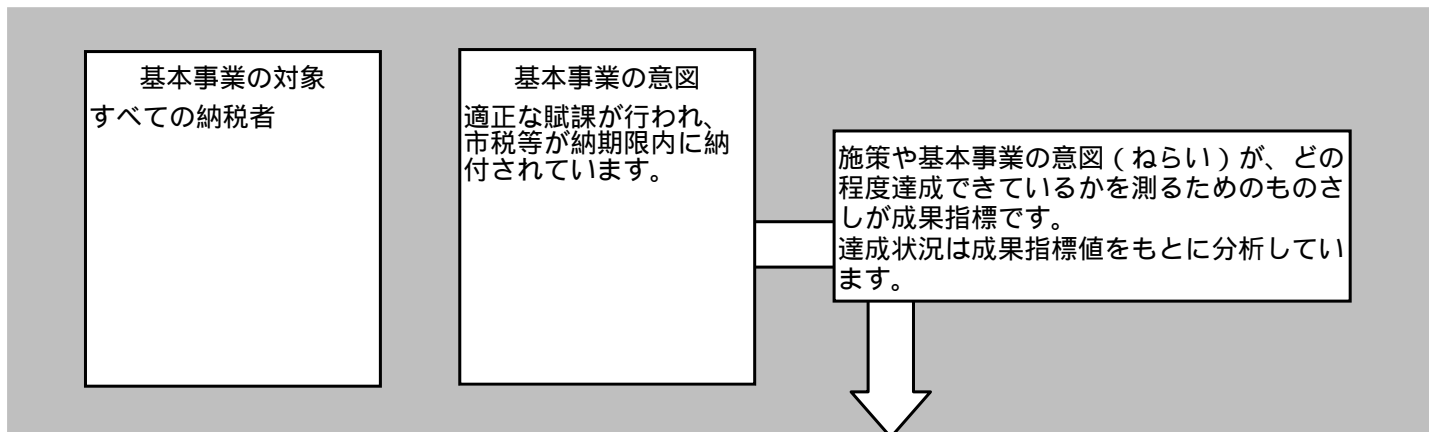 基本事業の対象
すべての納税者
基本事業の意図
適正な賦課が行われ、
市税等が納期限内に納
付されています。
施策や基本事業の意図（ねらい）が、どの
程度達成できているかを測るためのものさ
しが成果指標です。
達成状況は成果指標値をもとに分析してい
ます。